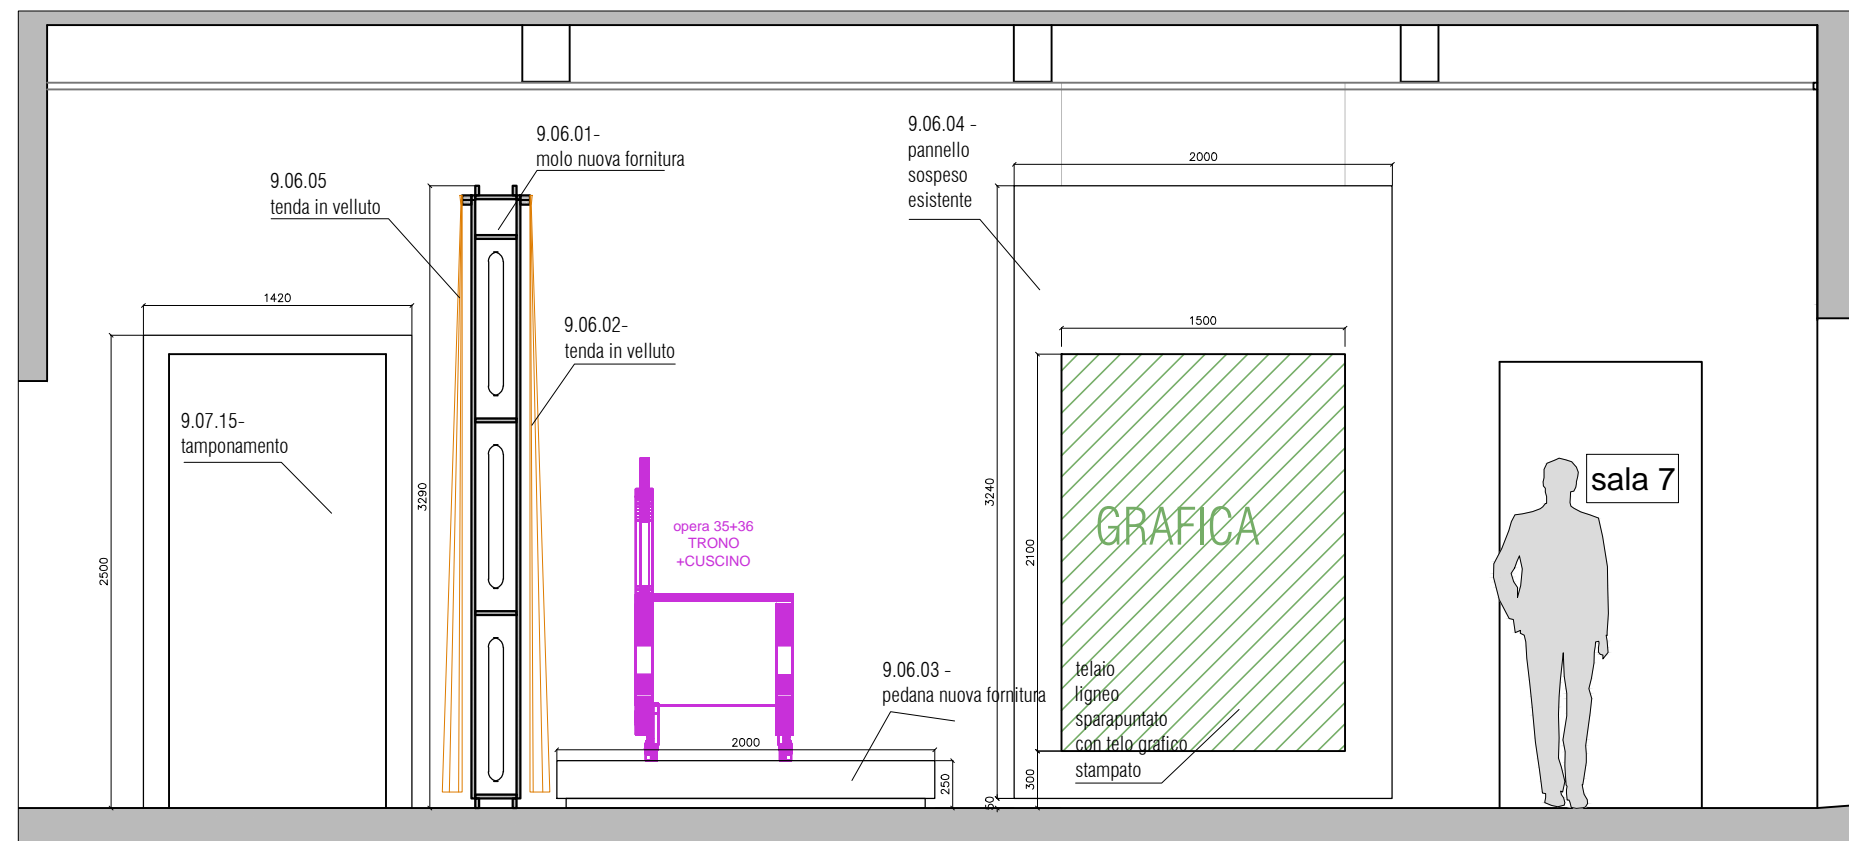 9.06.01-
molo nuova fornitura
9.06.04 -
pannello
sospeso
esistente
2000
9.06.05
tenda in velluto
1420
9.06.02-
tenda in velluto
1500
9.07.15-
tamponamento
3290
3240
sala 7
opera 35+36
TRONO
+CUSCINO
GRAFICA
2100
2500
9.06.03 -
pedana nuova fornitura
telaio
ligneo
sparapuntato
con telo grafico
stampato
2000
250
300
50